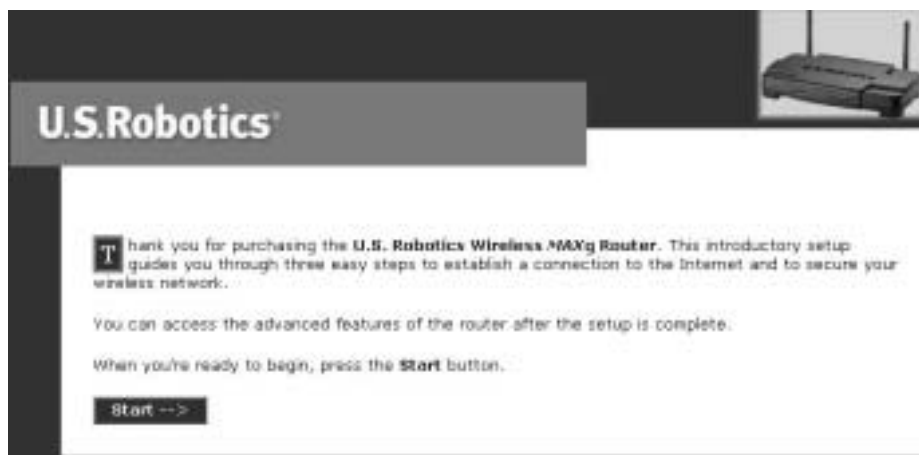 U.S.Robotics®
Thank you for purchasing the U.S. Robotics Wireless MAXg Router. This introductory setup
guides you through three easy steps to establish a connection to the Internet and to secure your
wireless network.
You can access the advanced features of the router after the setup is complete.
When you're ready to begin, press the Start button.
Start -->